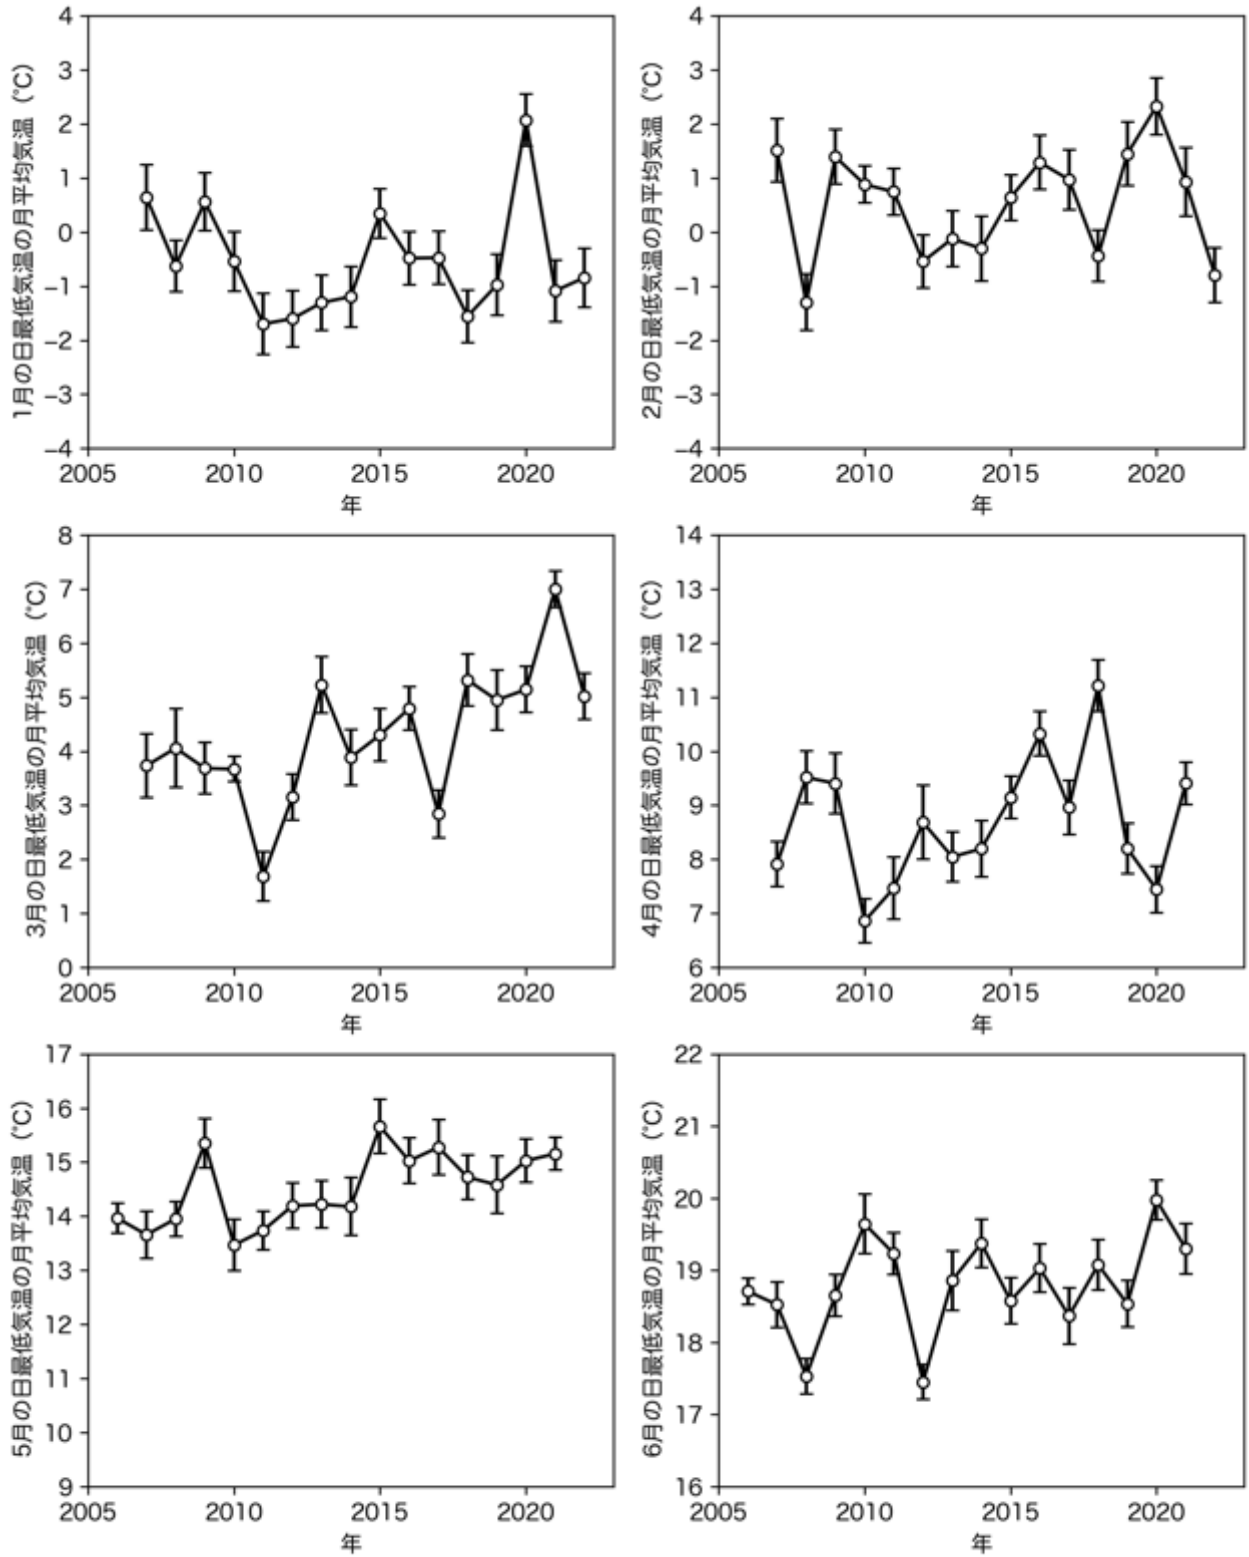 1月の日最低気温の月平均気温（℃）
4
3
2
1
0
−1
−2
−3
−4
2005 2010 2015 2020
年
2月の日最低気温の月平均気温（℃）
4
3
2
1
0
−1
−2
−3
−4
2005 2010 2015 2020
年
3月の日最低気温の月平均気温（℃）
8
7
6
5
4
3
2
1
0
2005 2010 2015 2020
年
4月の日最低気温の月平均気温（℃）
14
13
12
11
10
9
8
7
6
2005 2010 2015 2020
年
5月の日最低気温の月平均気温（℃）
17
16
15
14
13
12
11
10
9
2005 2010 2015 2020
年
6月の日最低気温の月平均気温（℃）
22
21
20
19
18
17
16
2005 2010 2015 2020
年